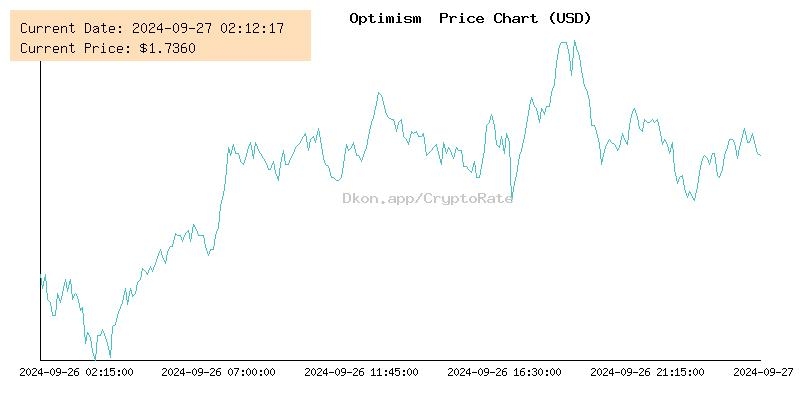 Optimism  Price Chart (USD)
Current Date: 2024-09-27 02:12:17
Current Price: $1.7360
Dkon.app/CryptoRate
2024-09-26 02:15:00 2024-09-26 07:00:00 2024-09-26 11:45:00 2024-09-26 16:30:00 2024-09-26 21:15:00 2024-09-27